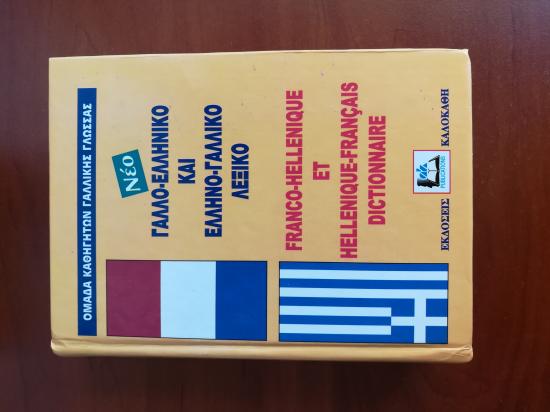 ΟΜΑΔΑ ΚΑΘΗΓΗΤΩΝ ΓΑΛΛΙΚΗΣ ΓΛΩΣΣΑΣ
Νέο
ΓΑΛΛΟ-ΕΛΛΗΝΙΚΟ
ΚΑΙ
ΕΛΛΗΝΟ-ΓΑΛΛΙΚΟ
ΛΕΞΙΚΟ
FRANCO-HELLENIQUE
ET
HELLENIQUE-FRANÇAIS
DICTIONNAIRE
ΕΚΔΟΣΕΙΣ
PUBLICATIONS
ΚΑΛΟΚΑΘΗ